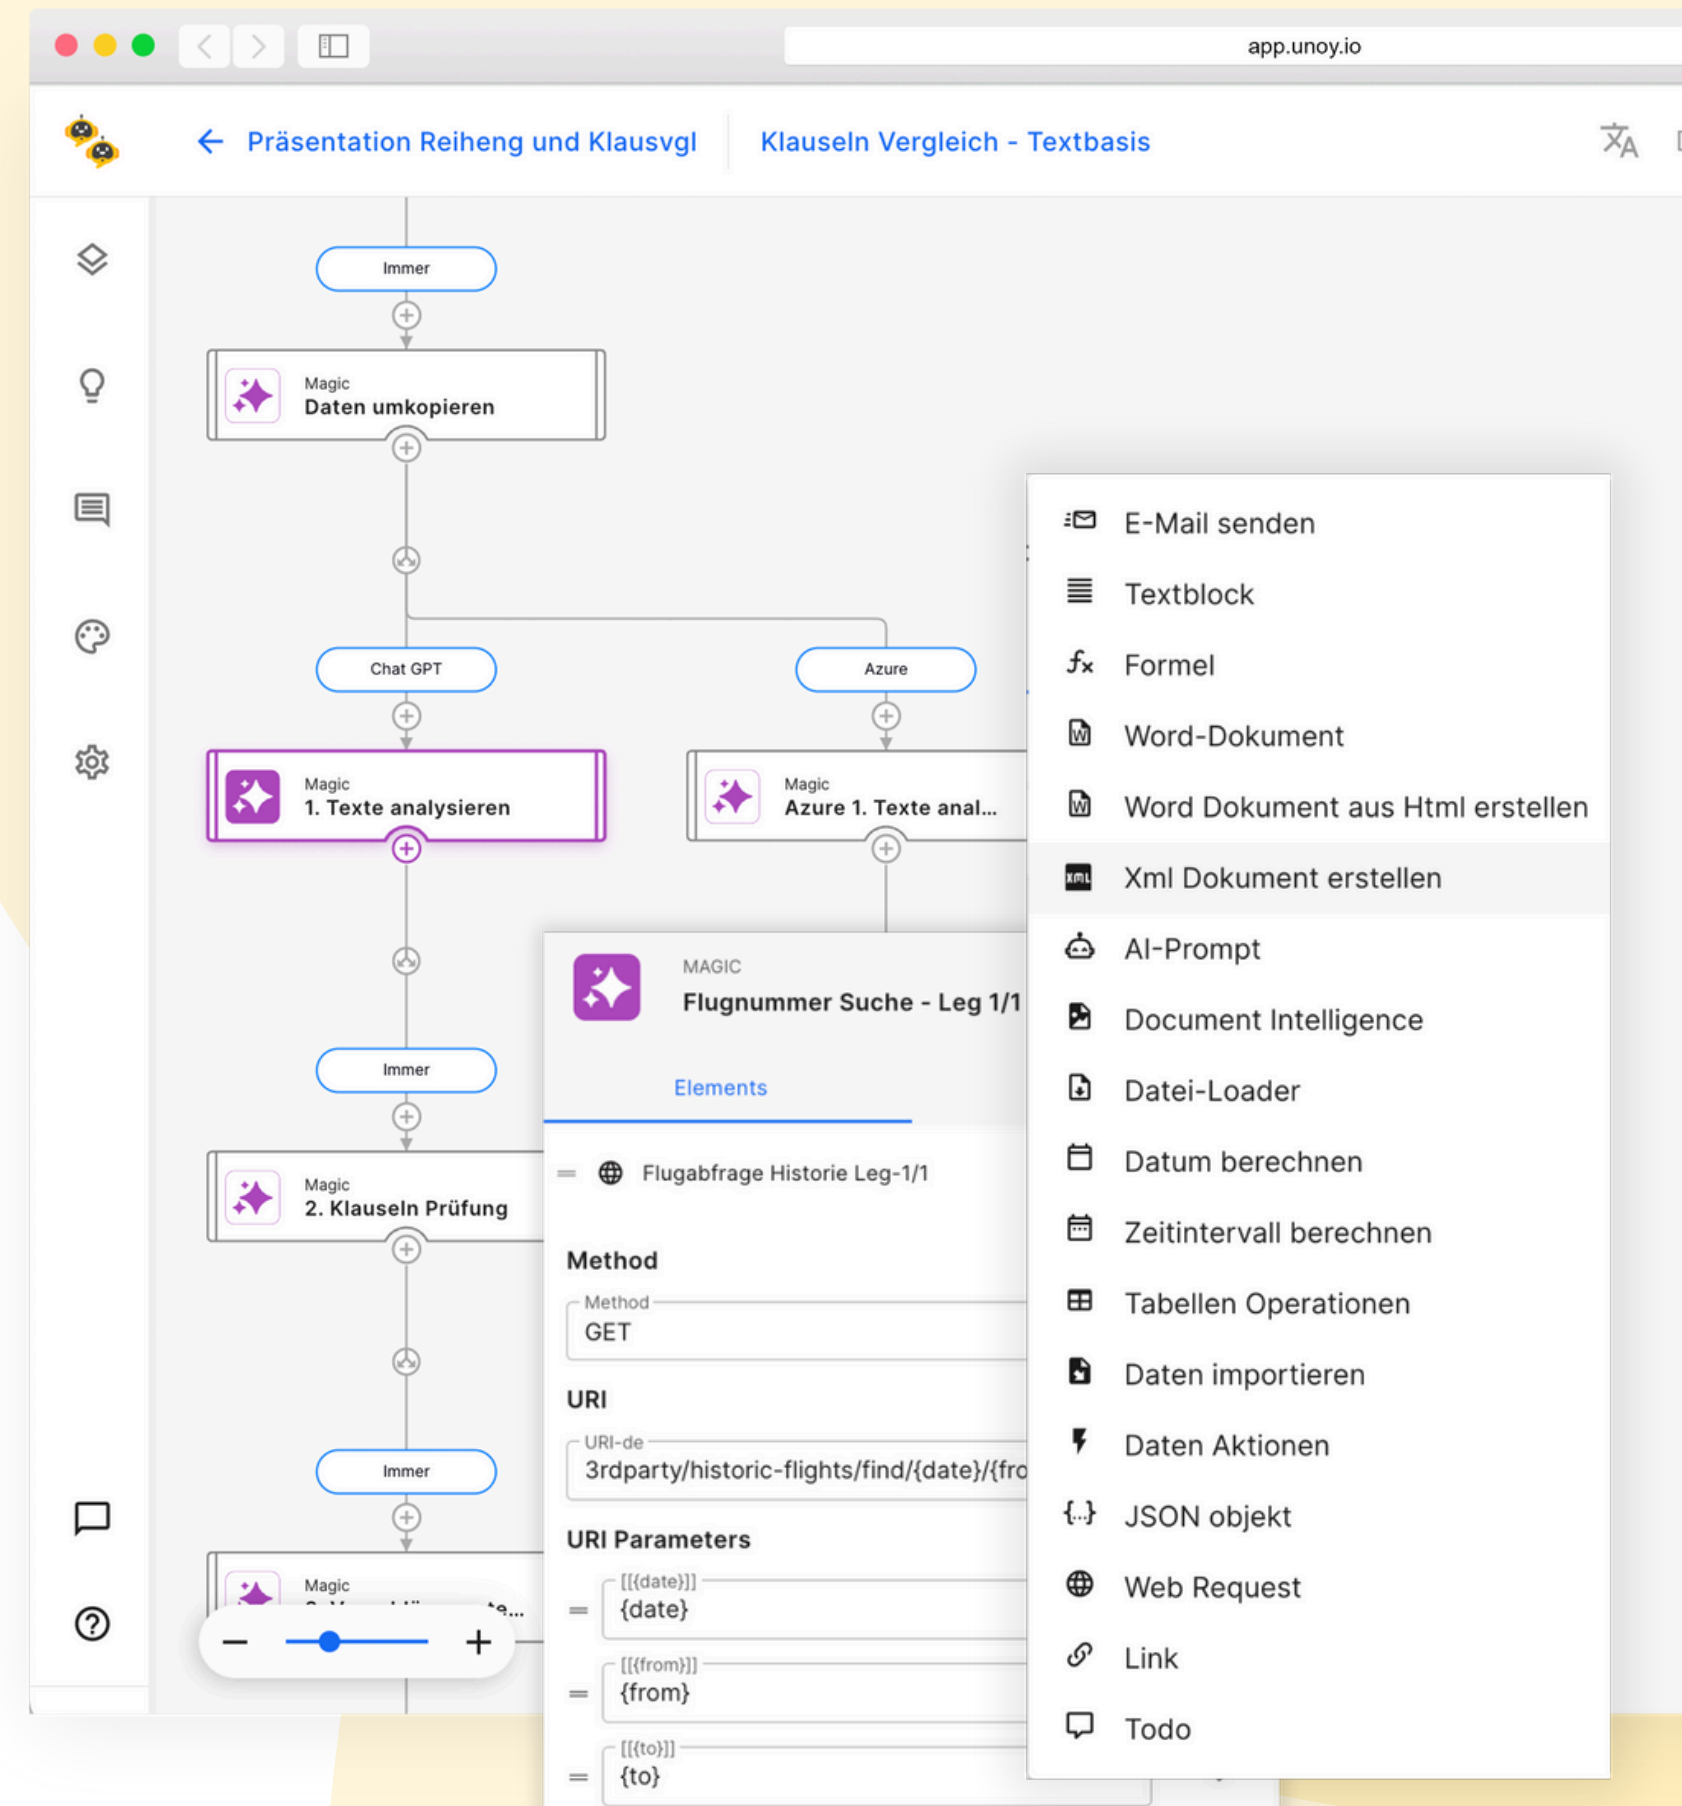 app.unoy.io
Präsentation Reiheng und Klausvgl
Klauseln Vergleich - Textbasis
Immer
Magic
Daten umkopieren
Chat GPT
Azure
Magic
1. Texte analysieren
Magic
Azure 1. Texte anal...
Immer
Magic
2. Klauseln Prüfung
Immer
Magic
MAGIC
Flugnummer Suche - Leg 1/1
Elements
Flugabfrage Historie Leg-1/1
Method
Method
GET
URI
URI-de
3rdparty/historic-flights/find/{date}/{fro
URI Parameters
[[{date}]]
{date}
[[{from}]]
{from}
[[{to}]]
{to}
E-Mail senden
Textblock
Formel
Word-Dokument
Word Dokument aus Html erstellen
Xml Dokument erstellen
AI-Prompt
Document Intelligence
Datei-Loader
Datum berechnen
Zeitintervall berechnen
Tabellen Operationen
Daten importieren
Daten Aktionen
JSON objekt
Web Request
Link
Todo